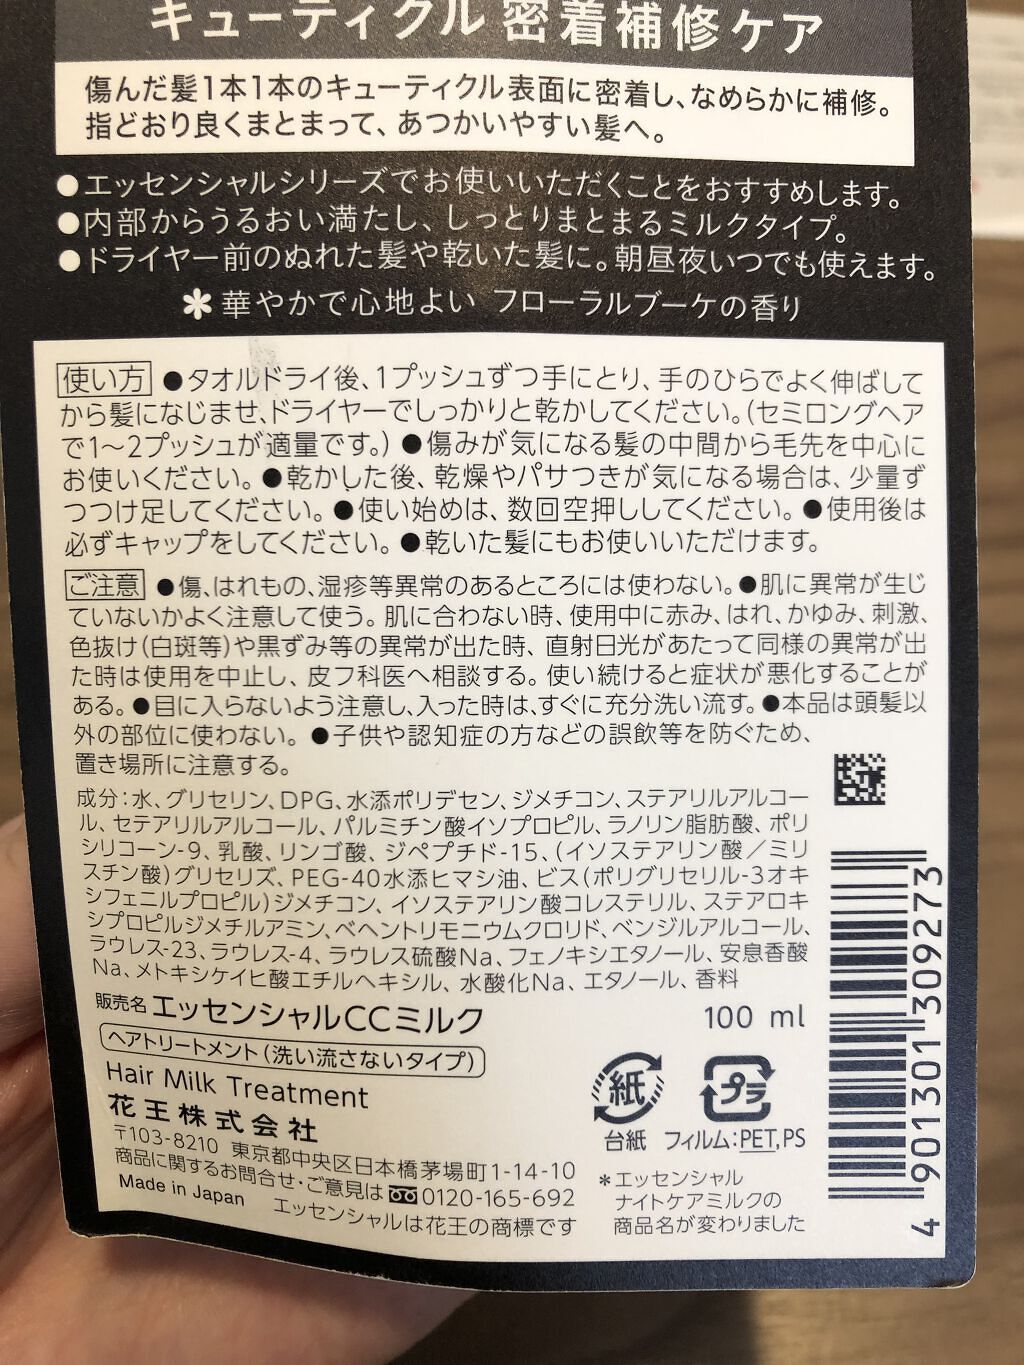 キューティクル 密着補修ケア
傷んだ髪1本1本のキューティクル表面に密着し、なめらかに補修。
指どおり良くまとまって、あつかいやすい髪へ。
●エッセンシャルシリーズでお使いいただくことをおすすめします。
●内部からうるおい満たし、しっとりまとまるミルクタイプ。
●ドライヤー前のぬれた髪や乾いた髪に。朝昼夜いつでも使えます。
＊華やかで心地よい フローラルブーケの香り
使い方 ●タオルドライ後、1プッシュずつ手にとり、手のひらでよく伸ばして
から髪になじませ、ドライヤーでしっかりと乾かしてください。(セミロングヘア
で1〜2プッシュが適量です。) ●傷みが気になる髪の中間から毛先を中心に
お使いください。●乾かした後、乾燥やパサつきが気になる場合は、少量ず
つつけ足してください。●使い始めは、数回空押ししてください。●使用後は
必ずキャップをしてください。●乾いた髪にもお使いいただけます。
ご注意 ●傷、はれもの、湿疹等異常のあるところには使わない。●肌に異常が生じ
ていないかよく注意して使う。肌に合わない時、使用中に赤み、はれ、かゆみ、刺激、
色抜け(白斑等)や黒ずみ等の異常が出た時、直射日光があたって同様の異常が出
た時は使用を中止し、皮フ科医へ相談する。使い続けると症状が悪化することが
ある。●目に入らないよう注意し、入った時は、すぐに充分洗い流す。●本品は頭髪以
外の部位に使わない。●子供や認知症の方などの誤飲等を防ぐため、
置き場所に注意する。
成分：水、グリセリン、DPG、水添ポリデセン、ジメチコン、ステアリルアルコー
ル、セテアリルアルコール、パルミチン酸イソプロピル、ラノリン脂肪酸、ポリ
シリコーン-9、乳酸、リンゴ酸、ジペプチド-15、(イソステアリン酸／ミリ
スチン酸)グリセリズ、PEG-40水添ヒマシ油、ビス(ポリグリセリル-3オキ
シフェニルプロピル)ジメチコン、イソステアリン酸コレステリル、ステアロキ
シプロピルジメチルアミン、ベヘントリモニウムクロリド、ベンジルアルコール、
ラウレス-23、ラウレス-4、ラウレス硫酸Na、フェノキシエタノール、安息香酸
Na、メトキシケイヒ酸エチルヘキシル、水酸化Na、エタノール、香料
販売名 エッセンシャルCCミルク 100 ml
ヘアトリートメント(洗い流さないタイプ)
Hair Milk Treatment
花王株式会社
〒103-8210 東京都中央区日本橋茅場町1-14-10
商品に関するお問合せ・ご意見は 0120-165-692
Made in Japan エッセンシャルは花王の商標です
紙
台紙
プラ
フィルム：PET,PS
＊エッセンシャル
ナイトケアミルクの
商品名が変わりました
4 901301 309273